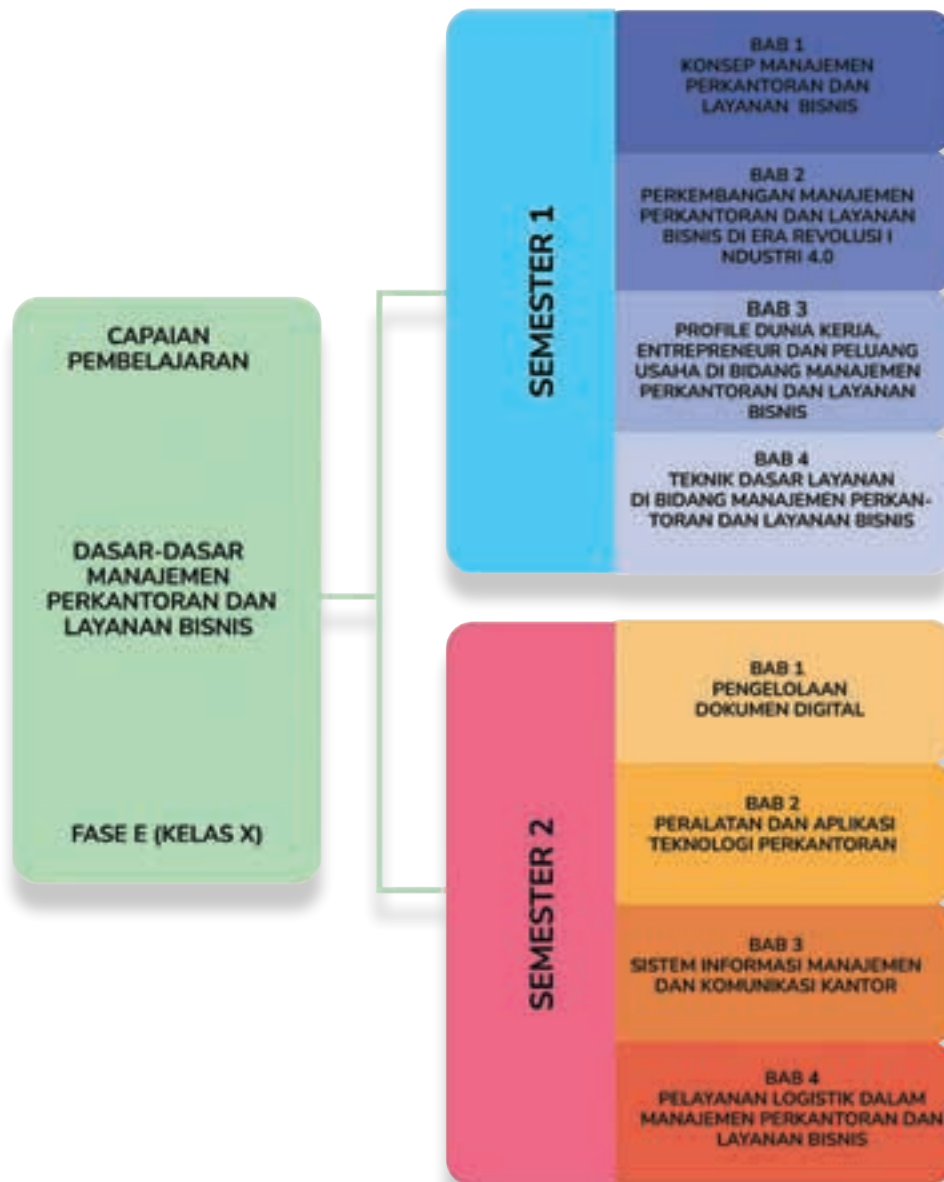 CAPAIAN
PEMBELAJARAN
DASAR-DASAR
MANAJEMEN
PERKANTORAN DAN
LAYANAN BISNIS
FASE E (KELAS X)
SEMESTER 1
BAB 1
KONSEP MANAJEMEN
PERKANTORAN DAN
LAYANAN BISNIS
BAB 2
PERKEMBANGAN MANAJEMEN
PERKANTORAN DAN LAYANAN
BISNIS DI ERA REVOLUSI I
NDUSTRI 4.0
BAB 3
PROFILE DUNIA KERJA,
ENTREPRENEUR DAN PELUANG
USAHA DI BIDANG MANAJEMEN
PERKANTORAN DAN LAYANAN
BISNIS
BAB 4
TEKNIK DASAR LAYANAN
DI BIDANG MANAJEMEN PERKAN-
TORAN DAN LAYANAN BISNIS
SEMESTER 2
BAB 1
PENGELOLAAN
DOKUMEN DIGITAL
BAB 2
PERALATAN DAN APLIKASI
TEKNOLOGI PERKANTORAN
BAB 3
SISTEM INFORMASI MANAJEMEN
DAN KOMUNIKASI KANTOR
BAB 4
PELAYANAN LOGISTIK DALAM
MANAJEMEN PERKANTORAN DAN
LAYANAN BISNIS